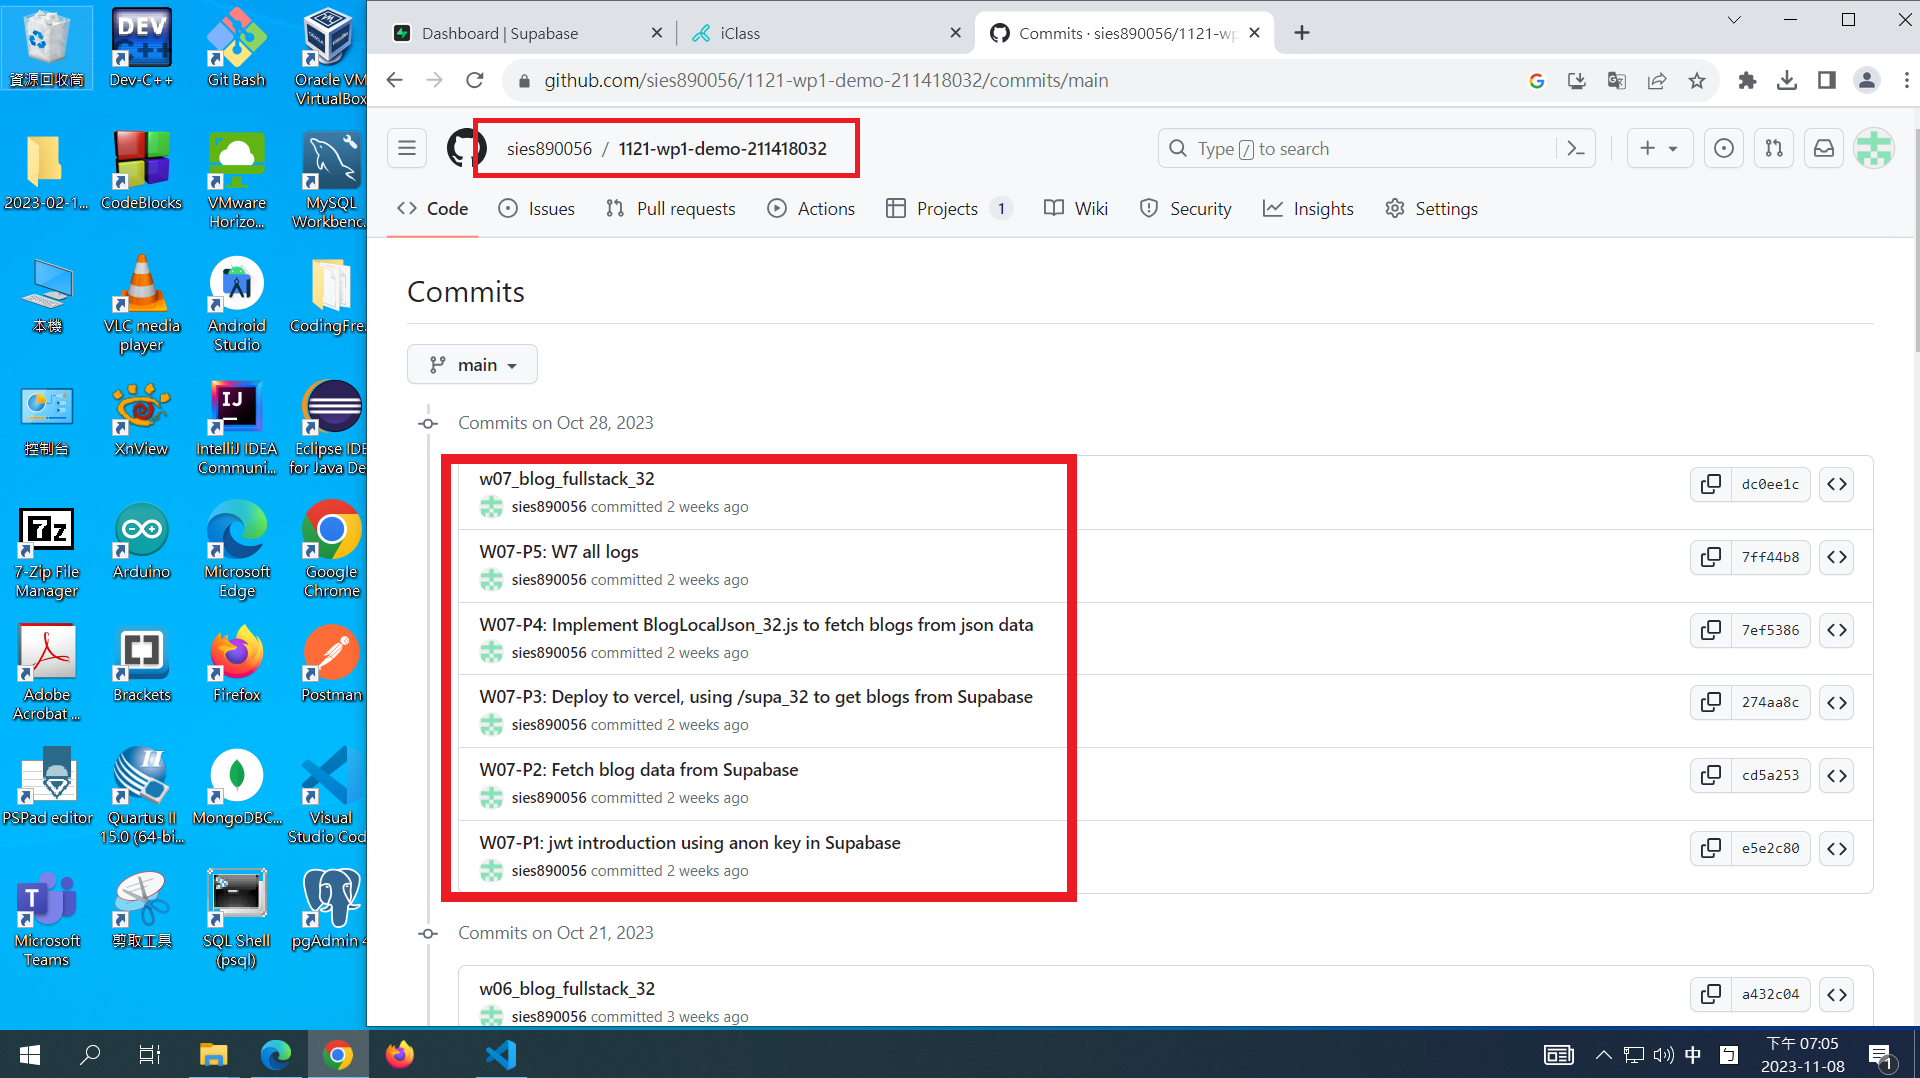 Dashboard | Supabase
iClass
Commits · sies890056/1121-wp
github.com/sies890056/1121-wp1-demo-211418032/commits/main
sies890056 / 1121-wp1-demo-211418032
Type / to search
Code
Issues
Pull requests
Actions
Projects 1
Wiki
Security
Insights
Settings
Commits
main
Commits on Oct 28, 2023
w07_blog_fullstack_32
sies890056 committed 2 weeks ago
dc0ee1c
W07-P5: W7 all logs
sies890056 committed 2 weeks ago
7ff44b8
W07-P4: Implement BlogLocalJson_32.js to fetch blogs from json data
sies890056 committed 2 weeks ago
7ef5386
W07-P3: Deploy to vercel, using /supa_32 to get blogs from Supabase
sies890056 committed 2 weeks ago
274aa8c
W07-P2: Fetch blog data from Supabase
sies890056 committed 2 weeks ago
cd5a253
W07-P1: jwt introduction using anon key in Supabase
sies890056 committed 2 weeks ago
e5e2c80
Commits on Oct 21, 2023
w06_blog_fullstack_32
sies890056 committed 3 weeks ago
a432c04
資源回收筒
DEV
Dev-C++
Git Bash
Oracle VM
VirtualBox
2023-02-1...
CodeBlocks
VMware
Horizo...
MySQL
Workbenc..
本機
VLC media
player
Android
Studio
CodingFre.
控制台
XnView
IJ
IntelliJ IDEA
Communi...
Eclipse IDE
for Java De
7z
7-Zip File
Manager
Arduino
Microsoft
Edge
Google
Chrome
Adobe
Acrobat ...
Brackets
Firefox
Postman
PSPad editor
II
Quartus II
15.0 (64-bi...
MongoDBC...
Visual
Studio Cod
T
Microsoft
Teams
剪取工具
SQL Shell
(psql)
pgAdmin 4
中
ㄅ
下午 07:05
2023-11-08
1